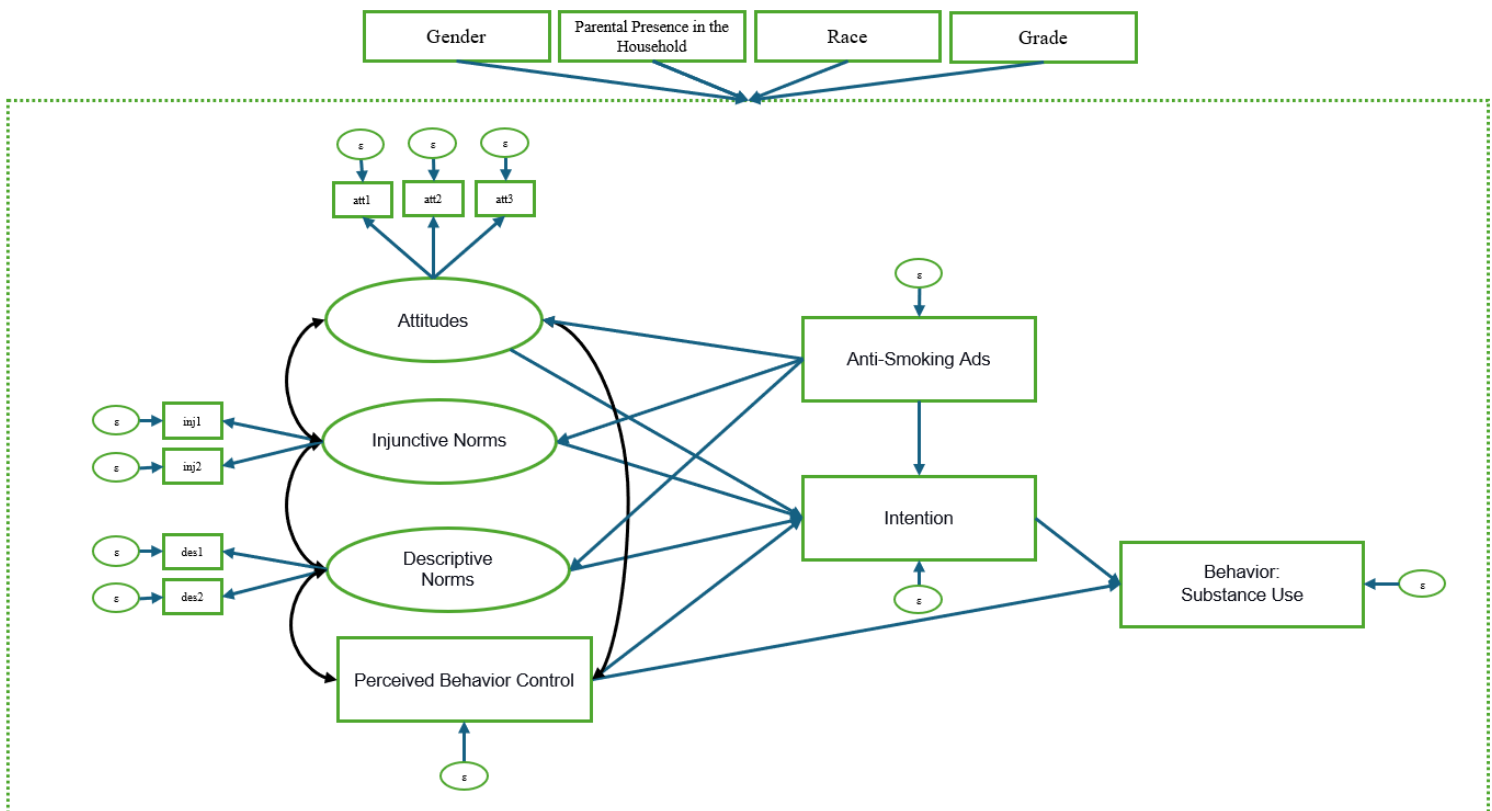 Gender
Parental Presence in the
Household
Race
Grade
ε
ε
ε
att1
att2
att3
ε
Attitudes
Anti-Smoking Ads
ε
inj1
Injunctive Norms
ε
inj2
Intention
ε
des1
Descriptive
Norms
ε
des2
ε
Behavior:
Substance Use
ε
Perceived Behavior Control
ε